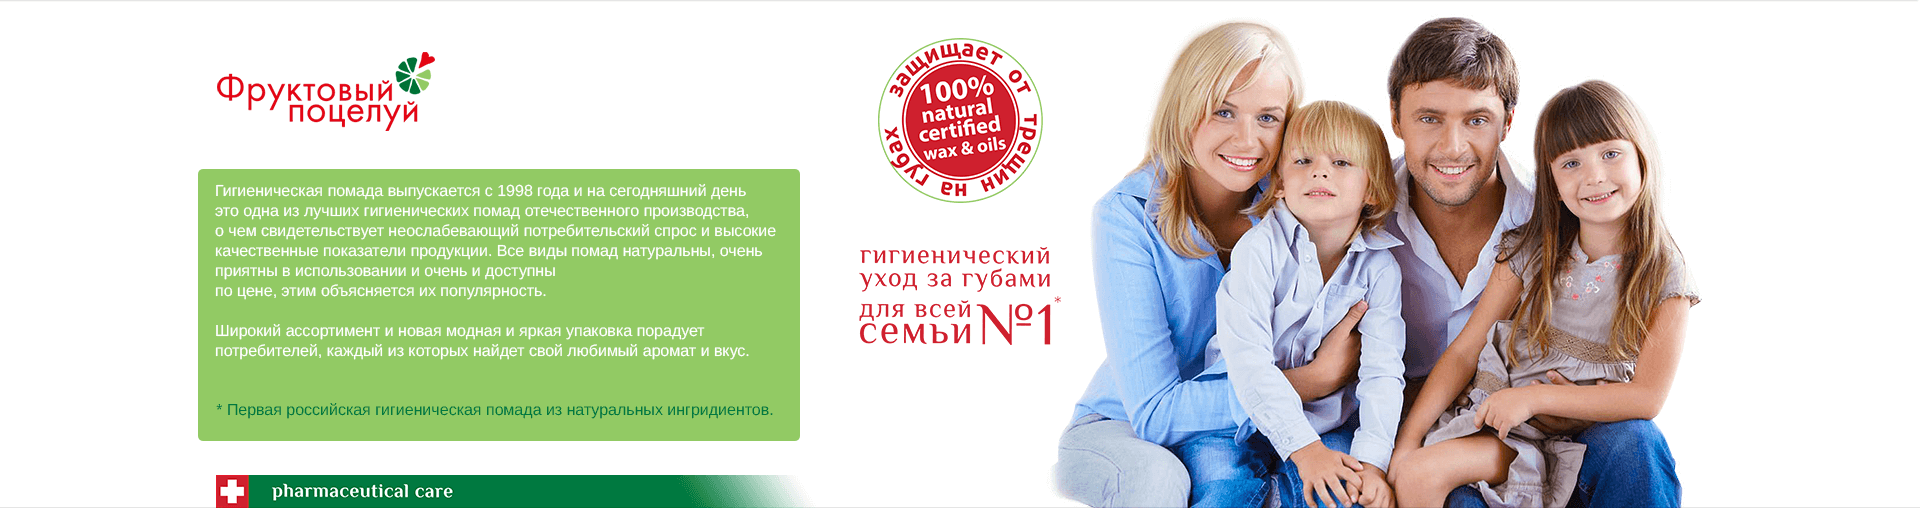 Фруктовый
поцелуй
Гигиеническая помада выпускается с 1998 года и на сегодняшний день
это одна из лучших гигиенических помад отечественного производства,
о чем свидетельствует неослабевающий потребительский спрос и высокие
качественные показатели продукции. Все виды помад натуральны, очень
приятны в использовании и очень и доступны
по цене, этим объясняется их популярность.
Широкий ассортимент и новая модная и яркая упаковка порадует
потребителей, каждый из которых найдет свой любимый аромат и вкус.
* Первая российская гигиеническая помада из натуральных ингридиентов.
pharmaceutical care
защищает от трещин на губах
100%
natural
certified
wax & oils
гигиенический
уход за губами
для всей
семьи №1*